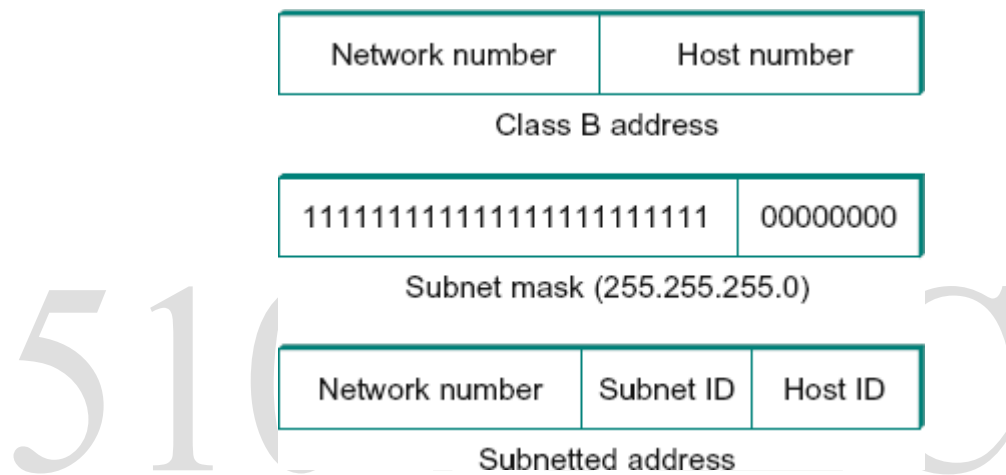 Network number Host number
Class B address
111111111111111111111111 00000000
Subnet mask (255.255.255.0)
Network number Subnet ID Host ID
Subnetted address